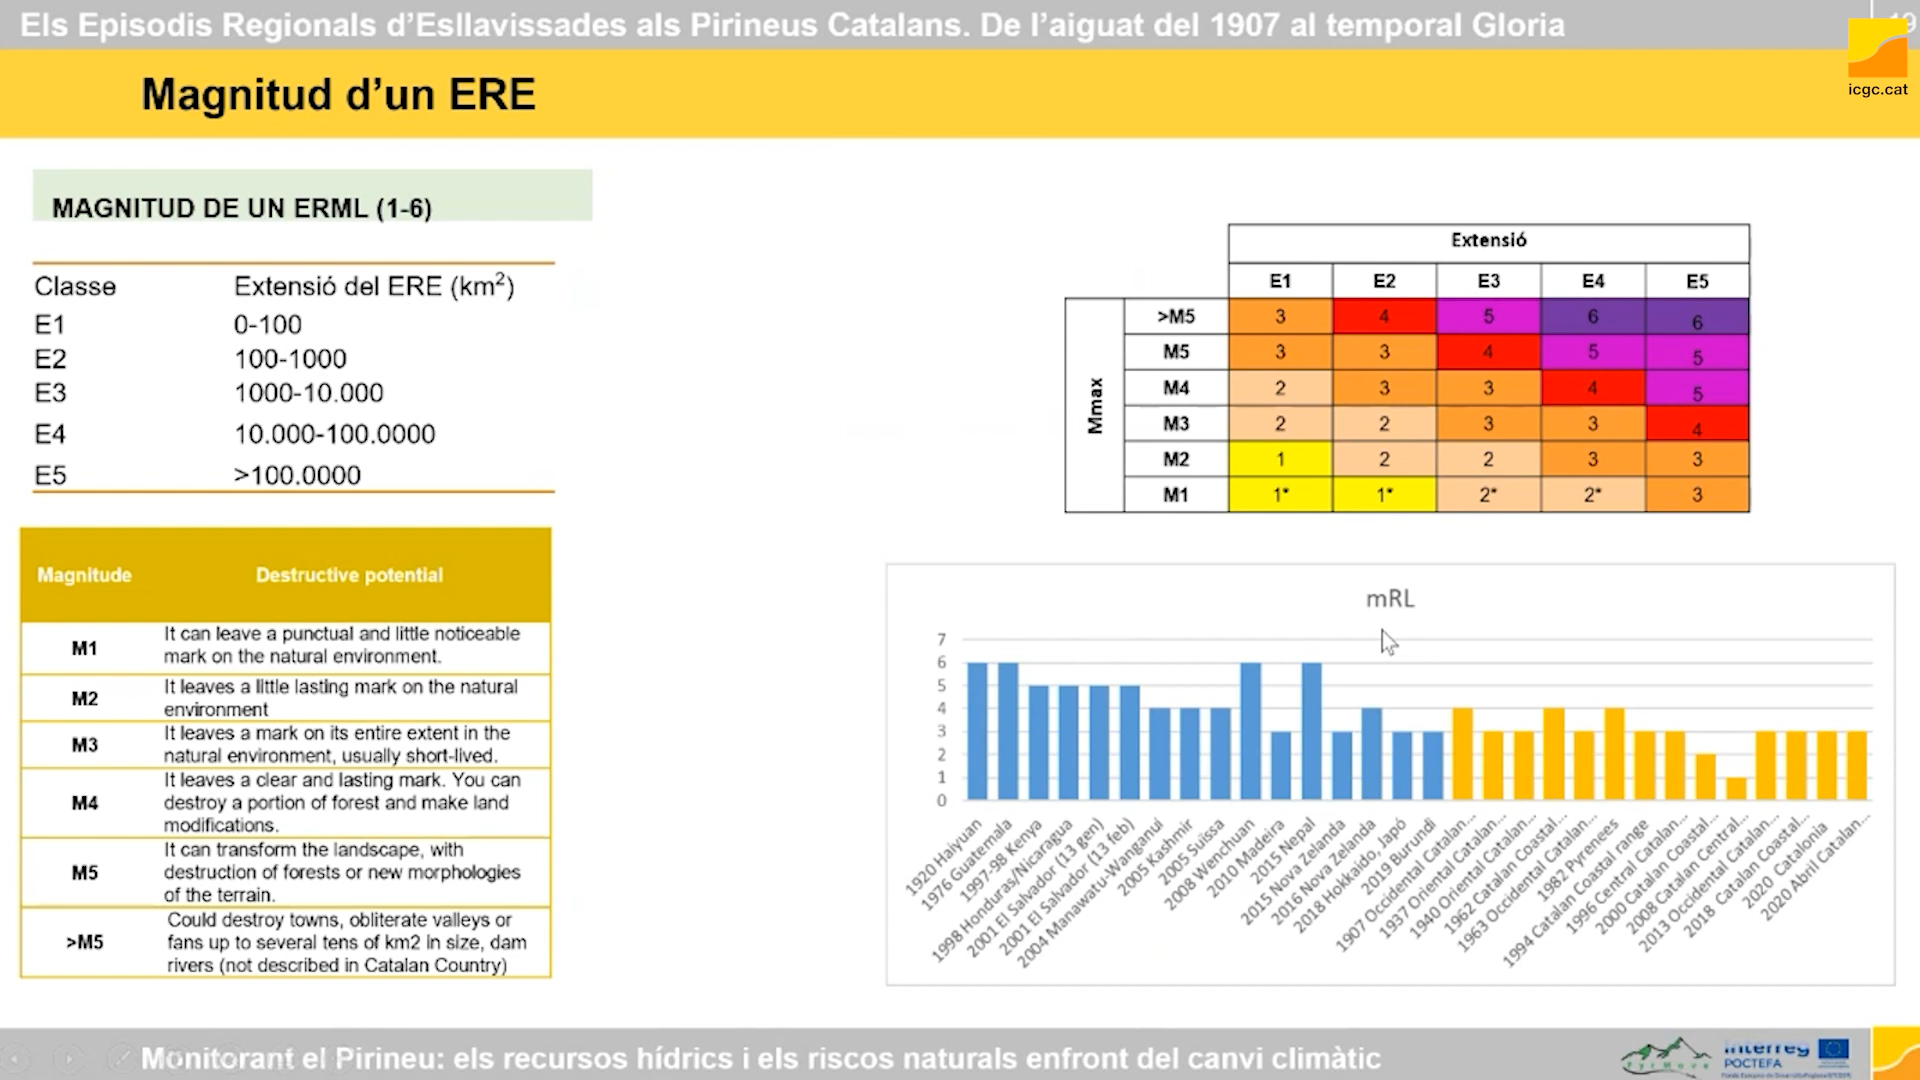 Els Episodis Regionals d’Esllavissades als Pirineus Catalans. De l’aiguat del 1907 al temporal Gloria
19
icgc.cat
Magnitud d’un ERE
MAGNITUD DE UN ERML (1-6)
Classe Extensió del ERE (km²)
E1 0-100
E2 100-1000
E3 1000-10.000
E4 10.000-100.0000
E5 >100.0000
Magnitude Destructive potential
M1 It can leave a punctual and little noticeable
mark on the natural environment.
M2 It leaves a little lasting mark on the natural
environment
M3 It leaves a mark on its entire extent in the
natural environment, usually short-lived.
M4 It leaves a clear and lasting mark. You can
destroy a portion of forest and make land
modifications.
M5 It can transform the landscape, with
destruction of forests or new morphologies
of the terrain.
>M5 Could destroy towns, obliterate valleys or
fans up to several tens of km2 in size, dam
rivers (not described in Catalan Country)
Extensió
E1 E2 E3 E4 E5
Mmax
>M5 3 4 5 6 6
M5 3 3 4 5 5
M4 2 3 3 4 5
M3 2 2 3 3 4
M2 1 2 2 3 3
M1 1* 1* 2* 2* 3
mRL
7
6
5
4
3
2
1
0
1920 Haiyuan
1976 Guatemala
1997-98 Kenya
1998 Honduras/Nicaragua
2001 El Salvador (13 gen)
2001 El Salvador (13 feb)
2004 Manawatu-Wanganui
2005 Kashmir
2005 Suïssa
2008 Wenchuan
2010 Madeira
2015 Nepal
2015 Nova Zelanda
2016 Nova Zelanda
2018 Hokkaido, Japó
2019 Burundi
1907 Occidental Catalan...
1937 Oriental Catalan...
1940 Oriental Catalan...
1962 Catalan Coastal...
1963 Occidental Catalan...
1982 Pyrenees
1994 Catalan Coastal range
1996 Central Catalan...
2000 Catalan Coastal...
2008 Catalan Central...
2013 Occidental Catalan...
2018 Catalan Coastal...
2020 Catalonia
2020 Abril Catalan...
Monitorant el Pirineu: els recursos hídrics i els riscos naturals enfront del canvi climàtic
Interreg
POCTEFA